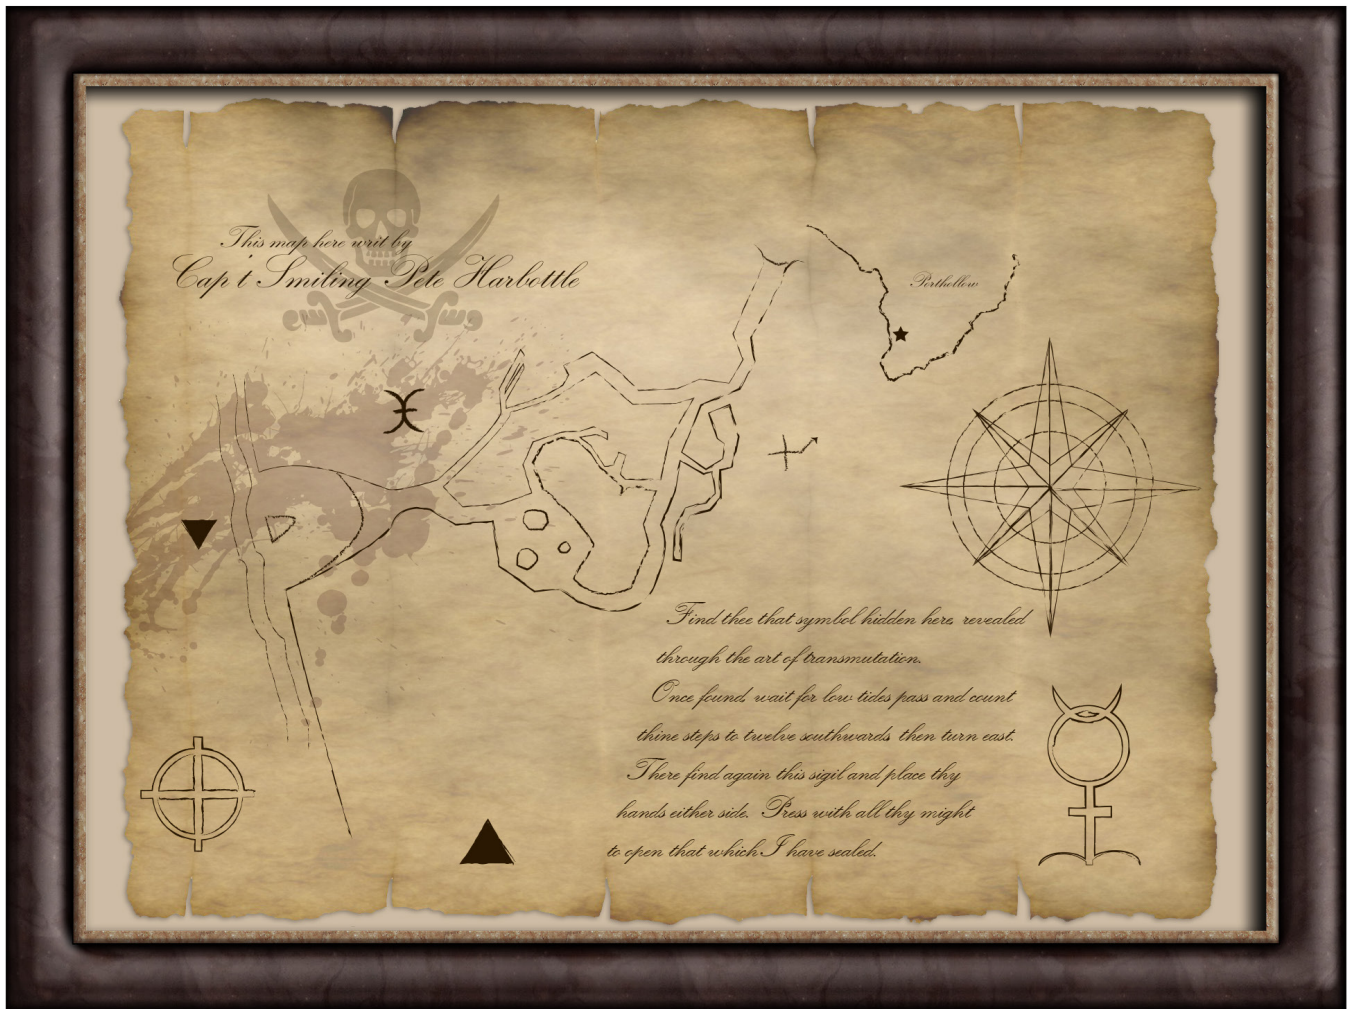 This map here writ by
Cap't Smiling Pete Harbottle
Porthollow
Find thee that symbol hidden here, revealed
through the art of transmutation.
Once found, wait for low tides pass and count
thine steps to twelve southwards then turn east.
There find again this sigil and place thy
hands either side. Press with all thy might
to open that which I have sealed.